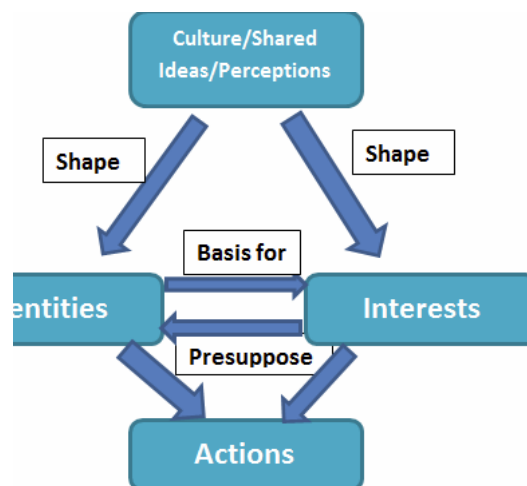 Culture/Shared
Ideas/Perceptions
Shape
Shape
Basis for
entities
Interests
Presuppose
Actions